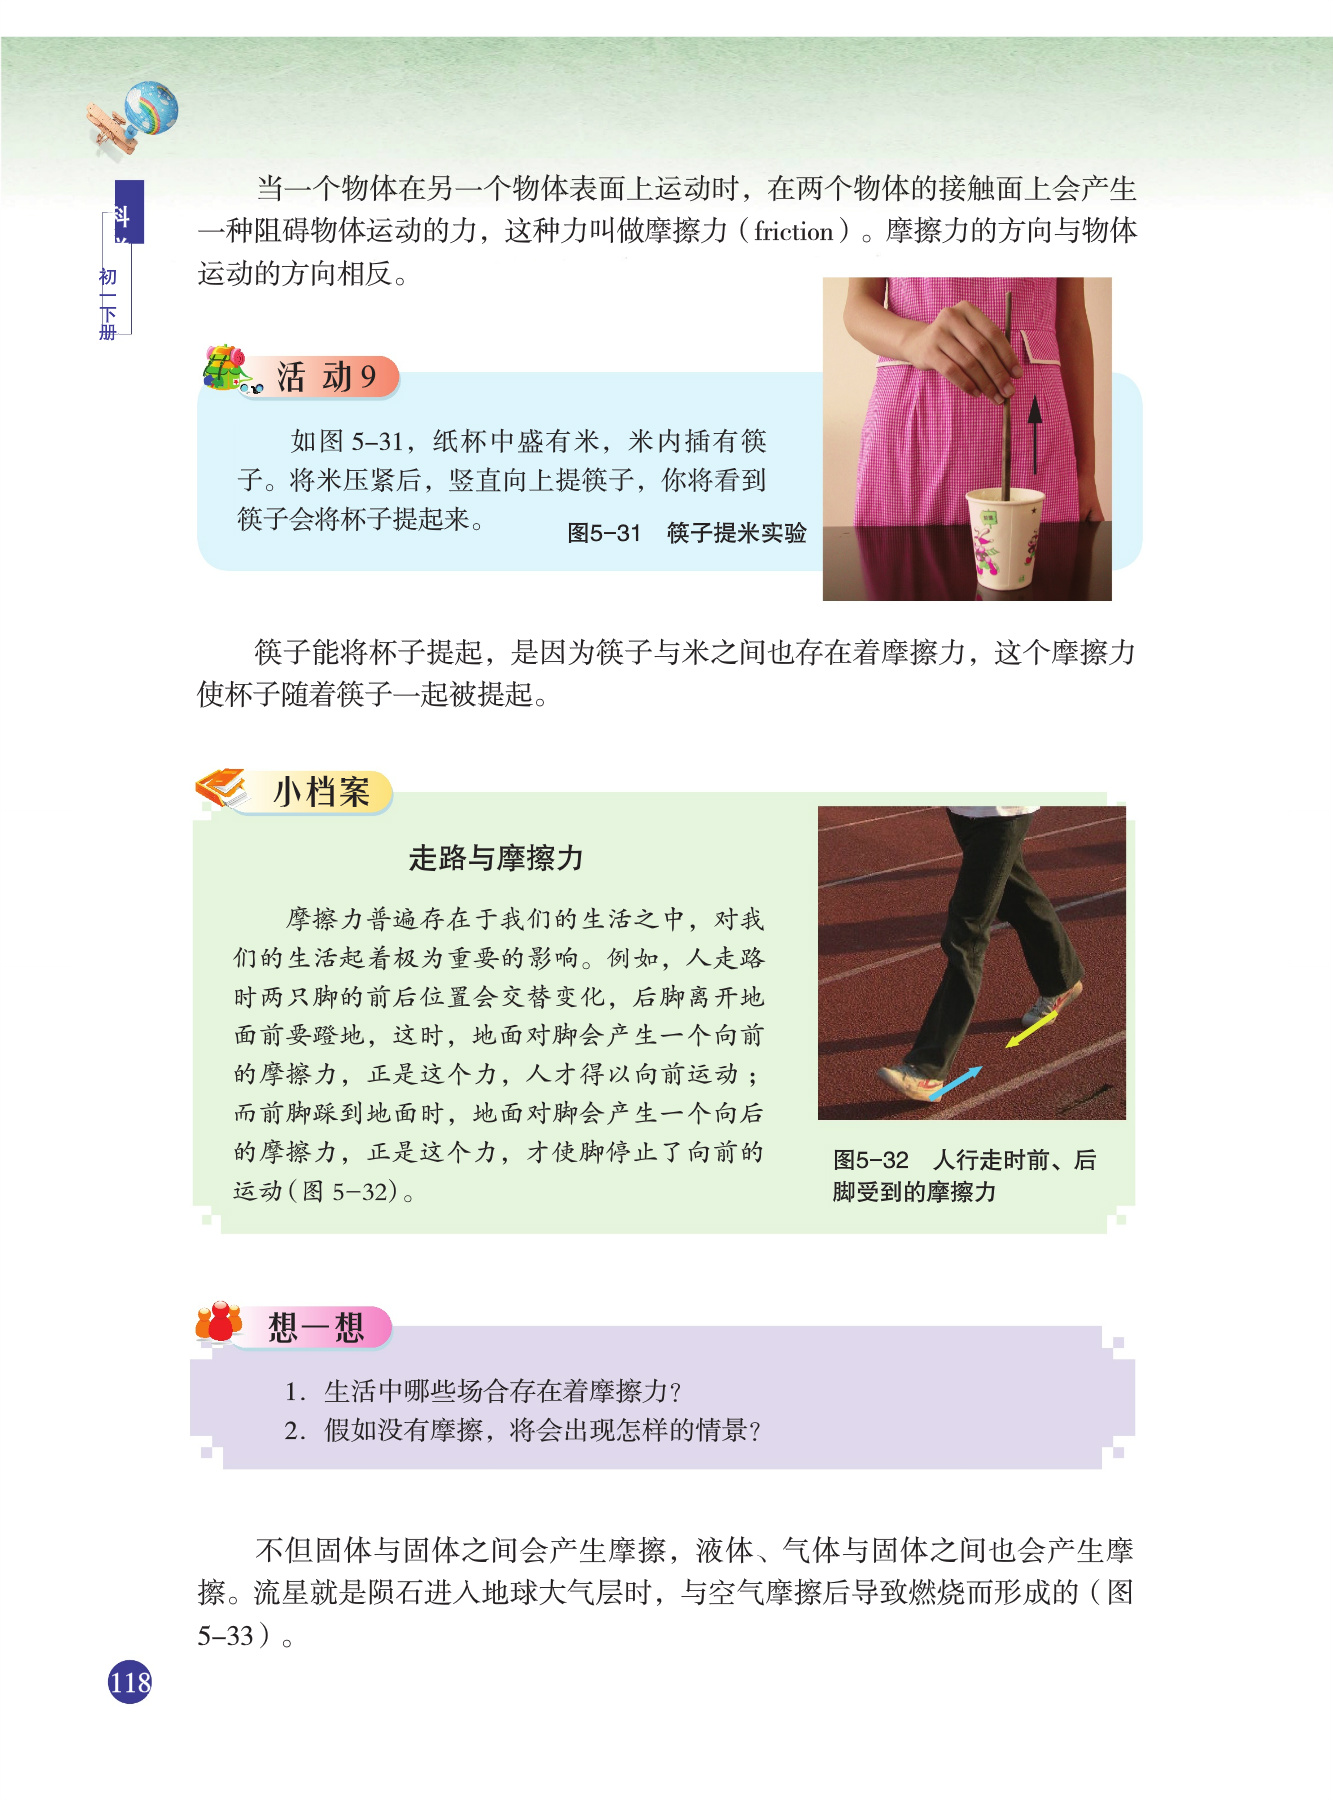 科
初一下册
当一个物体在另一个物体表面上运动时，在两个物体的接触面上会产生
一种阻碍物体运动的力，这种力叫做摩擦力（friction）。摩擦力的方向与物体
运动的方向相反。
活 动 9
如图 5-31，纸杯中盛有米，米内插有筷
子。将米压紧后，竖直向上提筷子，你将看到
筷子会将杯子提起来。
图5-31 筷子提米实验
筷子能将杯子提起，是因为筷子与米之间也存在着摩擦力，这个摩擦力
使杯子随着筷子一起被提起。
小档案
走路与摩擦力
摩擦力普遍存在于我们的生活之中，对我
们的生活起着极为重要的影响。例如，人走路
时两只脚的前后位置会交替变化，后脚离开地
面前要蹬地，这时，地面对脚会产生一个向前
的摩擦力，正是这个力，人才得以向前运动；
而前脚踩到地面时，地面对脚会产生一个向后
的摩擦力，正是这个力，才使脚停止了向前的
运动（图 5-32）。
图5-32 人行走时前、后
脚受到的摩擦力
想一想
1. 生活中哪些场合存在着摩擦力？
2. 假如没有摩擦，将会出现怎样的情景？
不但固体与固体之间会产生摩擦，液体、气体与固体之间也会产生摩
擦。流星就是陨石进入地球大气层时，与空气摩擦后导致燃烧而形成的（图
5-33）。
118